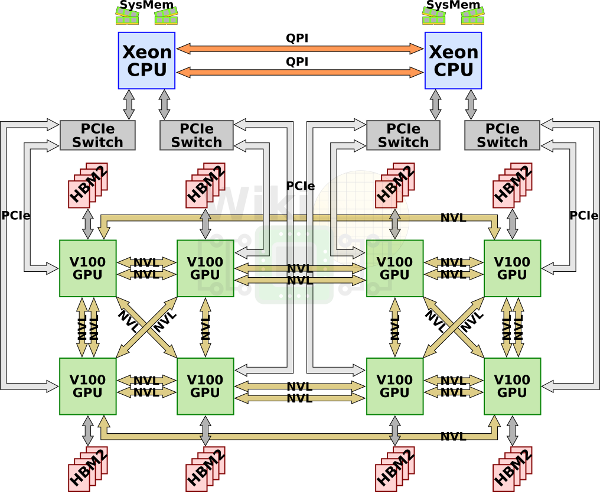 SysMem
SysMem
Xeon
CPU
QPI
QPI
Xeon
CPU
PCIe
Switch
PCIe
Switch
PCIe
Switch
PCIe
Switch
HBM2
HBM2
HBM2
HBM2
PCIe
PCIe
PCIe
Wiki
NVL
V100
GPU
NVL
NVL
V100
GPU
NVL
NVL
V100
GPU
NVL
NVL
V100
GPU
NVL
NVL
NVL
NVL
NVL
NVL
NVL
NVL
NVL
NVL
V100
GPU
NVL
NVL
V100
GPU
NVL
NVL
V100
GPU
NVL
NVL
V100
GPU
NVL
HBM2
HBM2
HBM2
HBM2